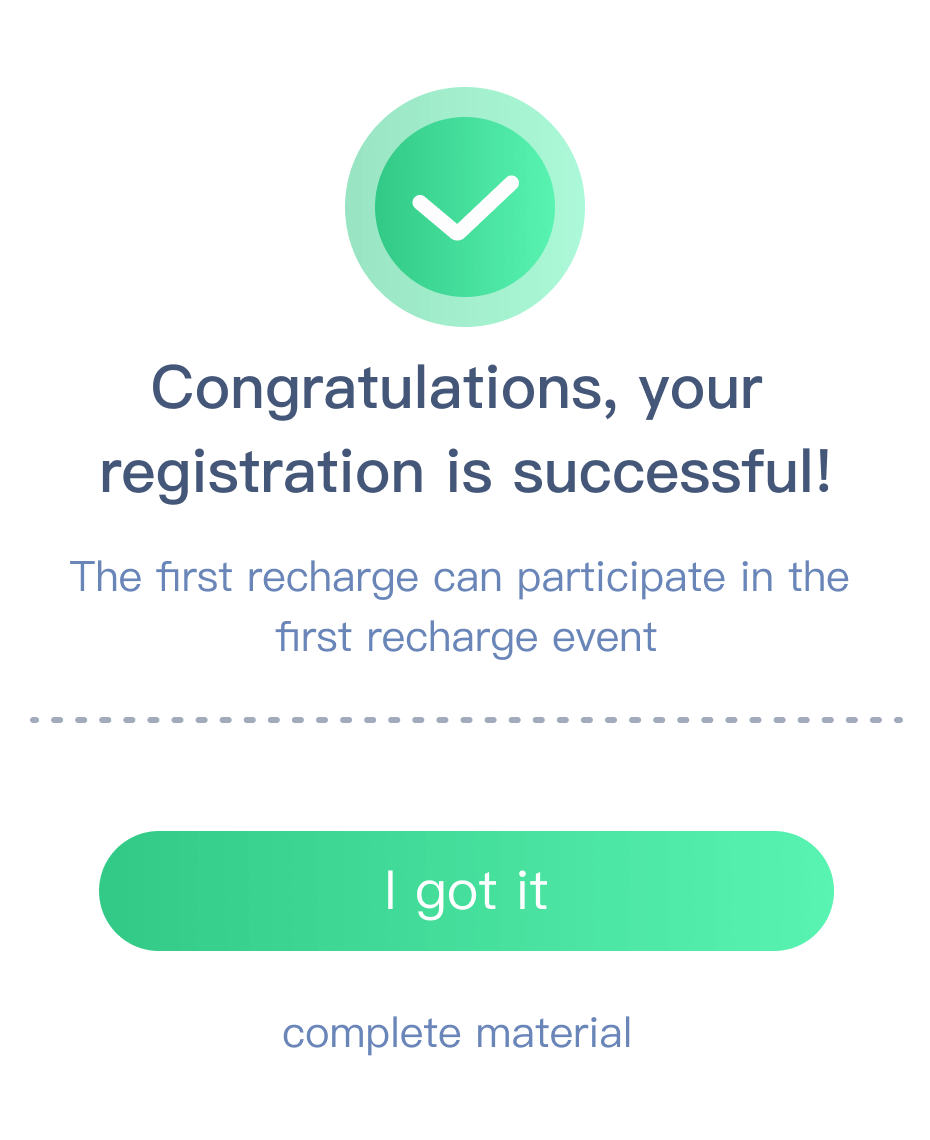 Congratulations, your
registration is successful!
The first recharge can participate in the
first recharge event
I got it
complete material